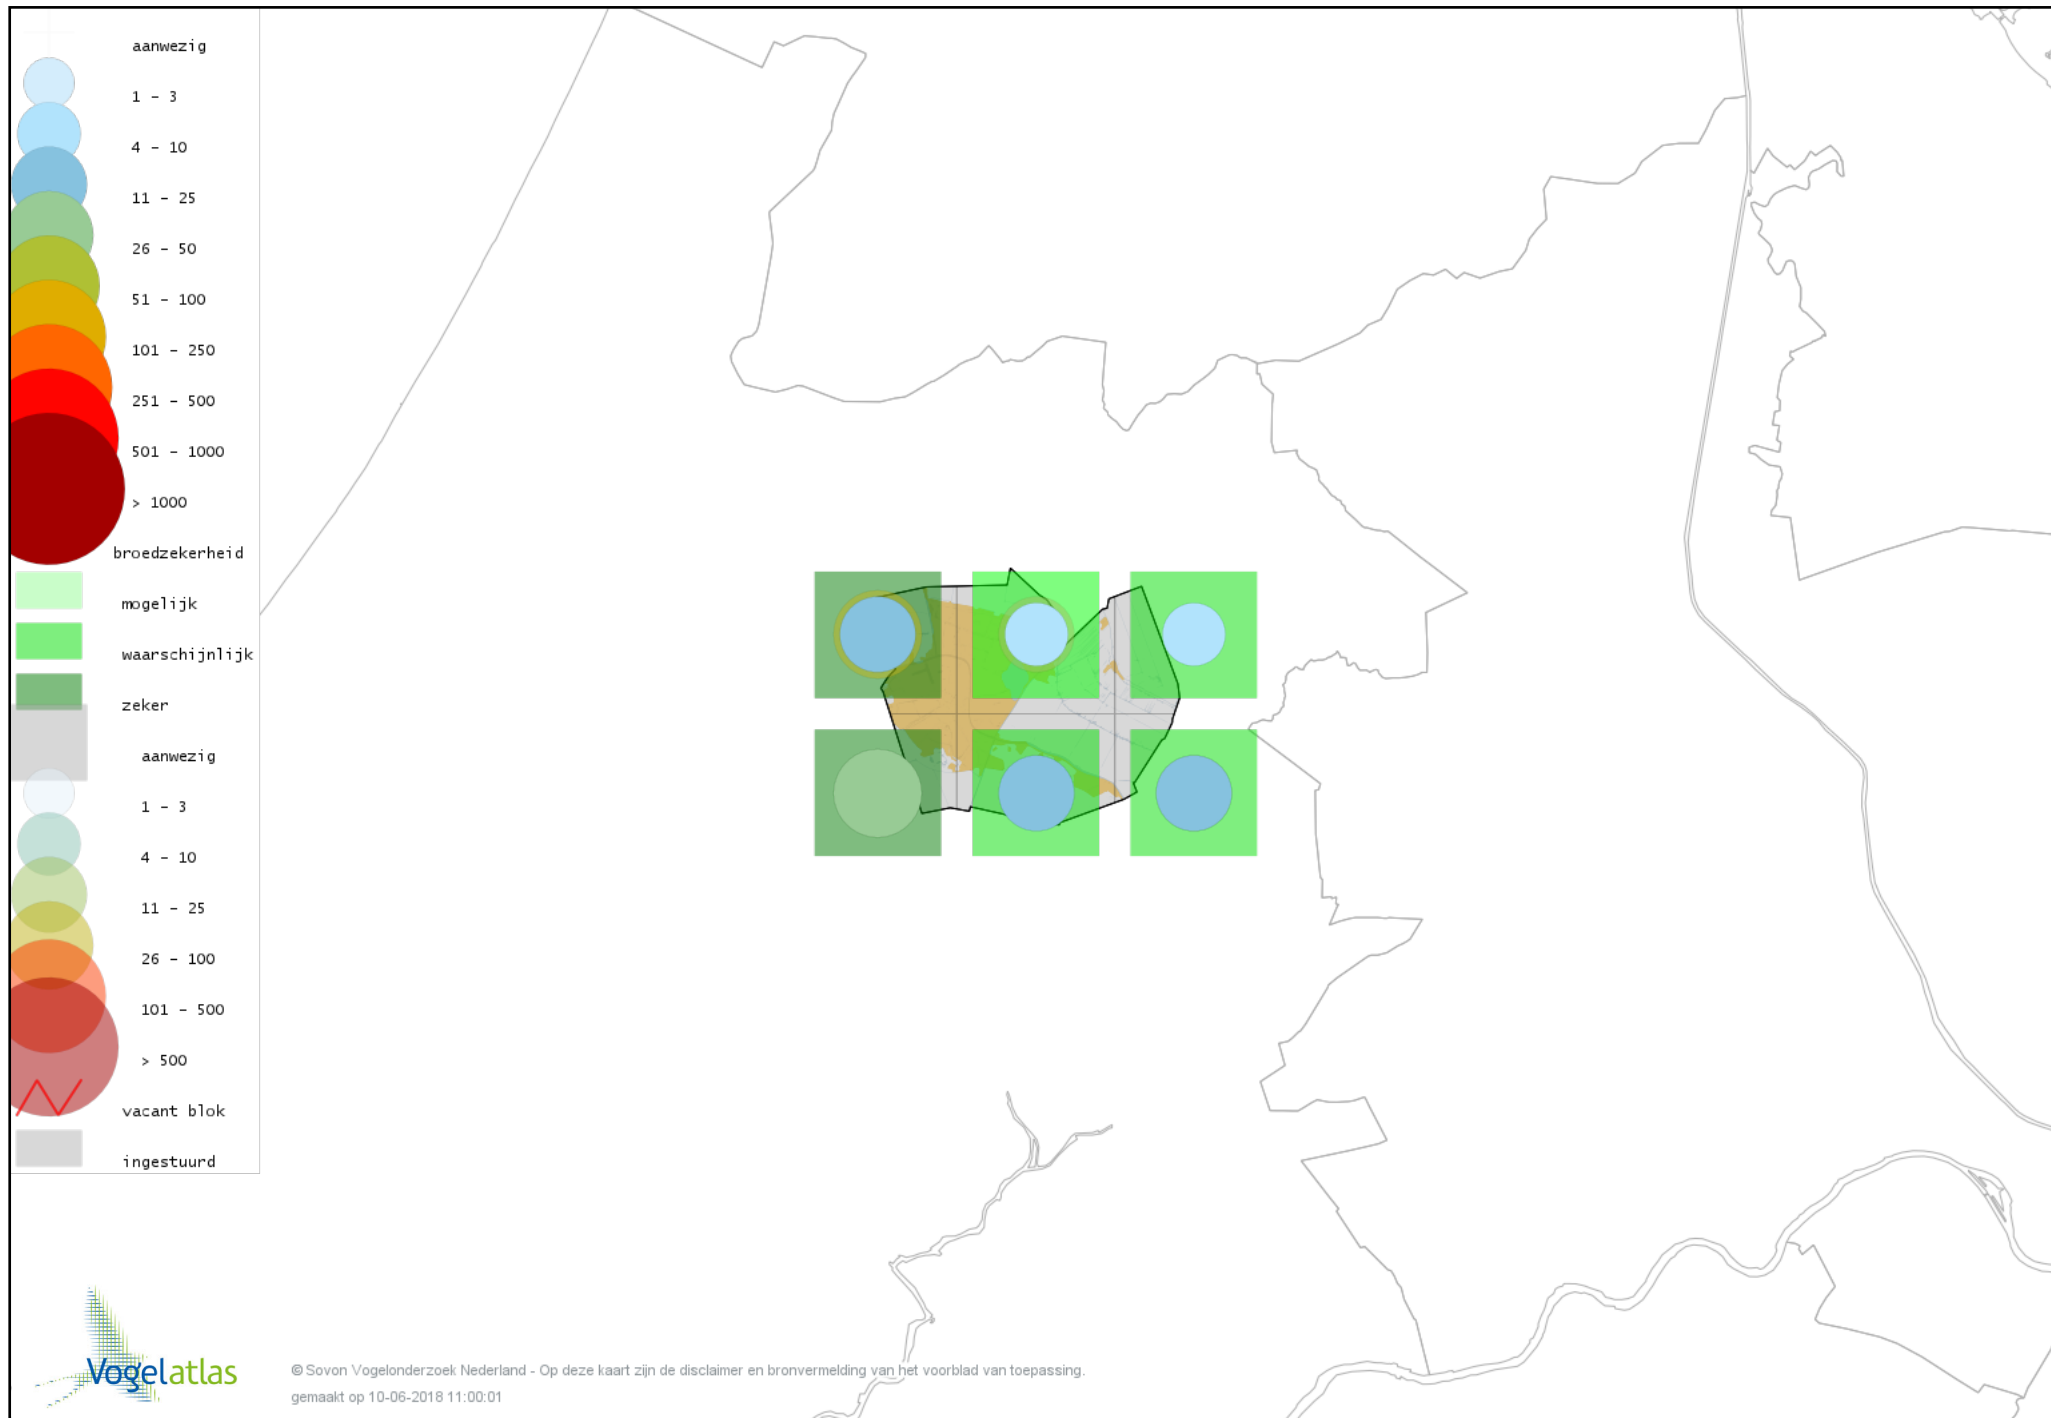 aanwezig
1 - 3
4 - 10
11 - 25
26 - 50
51 - 100
101 - 250
251 - 500
501 - 1000
> 1000
broedzekerheid
mogelijk
waarschijnlijk
zeker
aanwezig
1 - 3
4 - 10
11 - 25
26 - 100
101 - 500
> 500
vacant blok
ingestuurd
Vogelatlas
© Sovon Vogelonderzoek Nederland - Op deze kaart zijn de disclaimer en bronvermelding van het voorblad van toepassing.
gemaakt op 10-06-2018 11:00:01